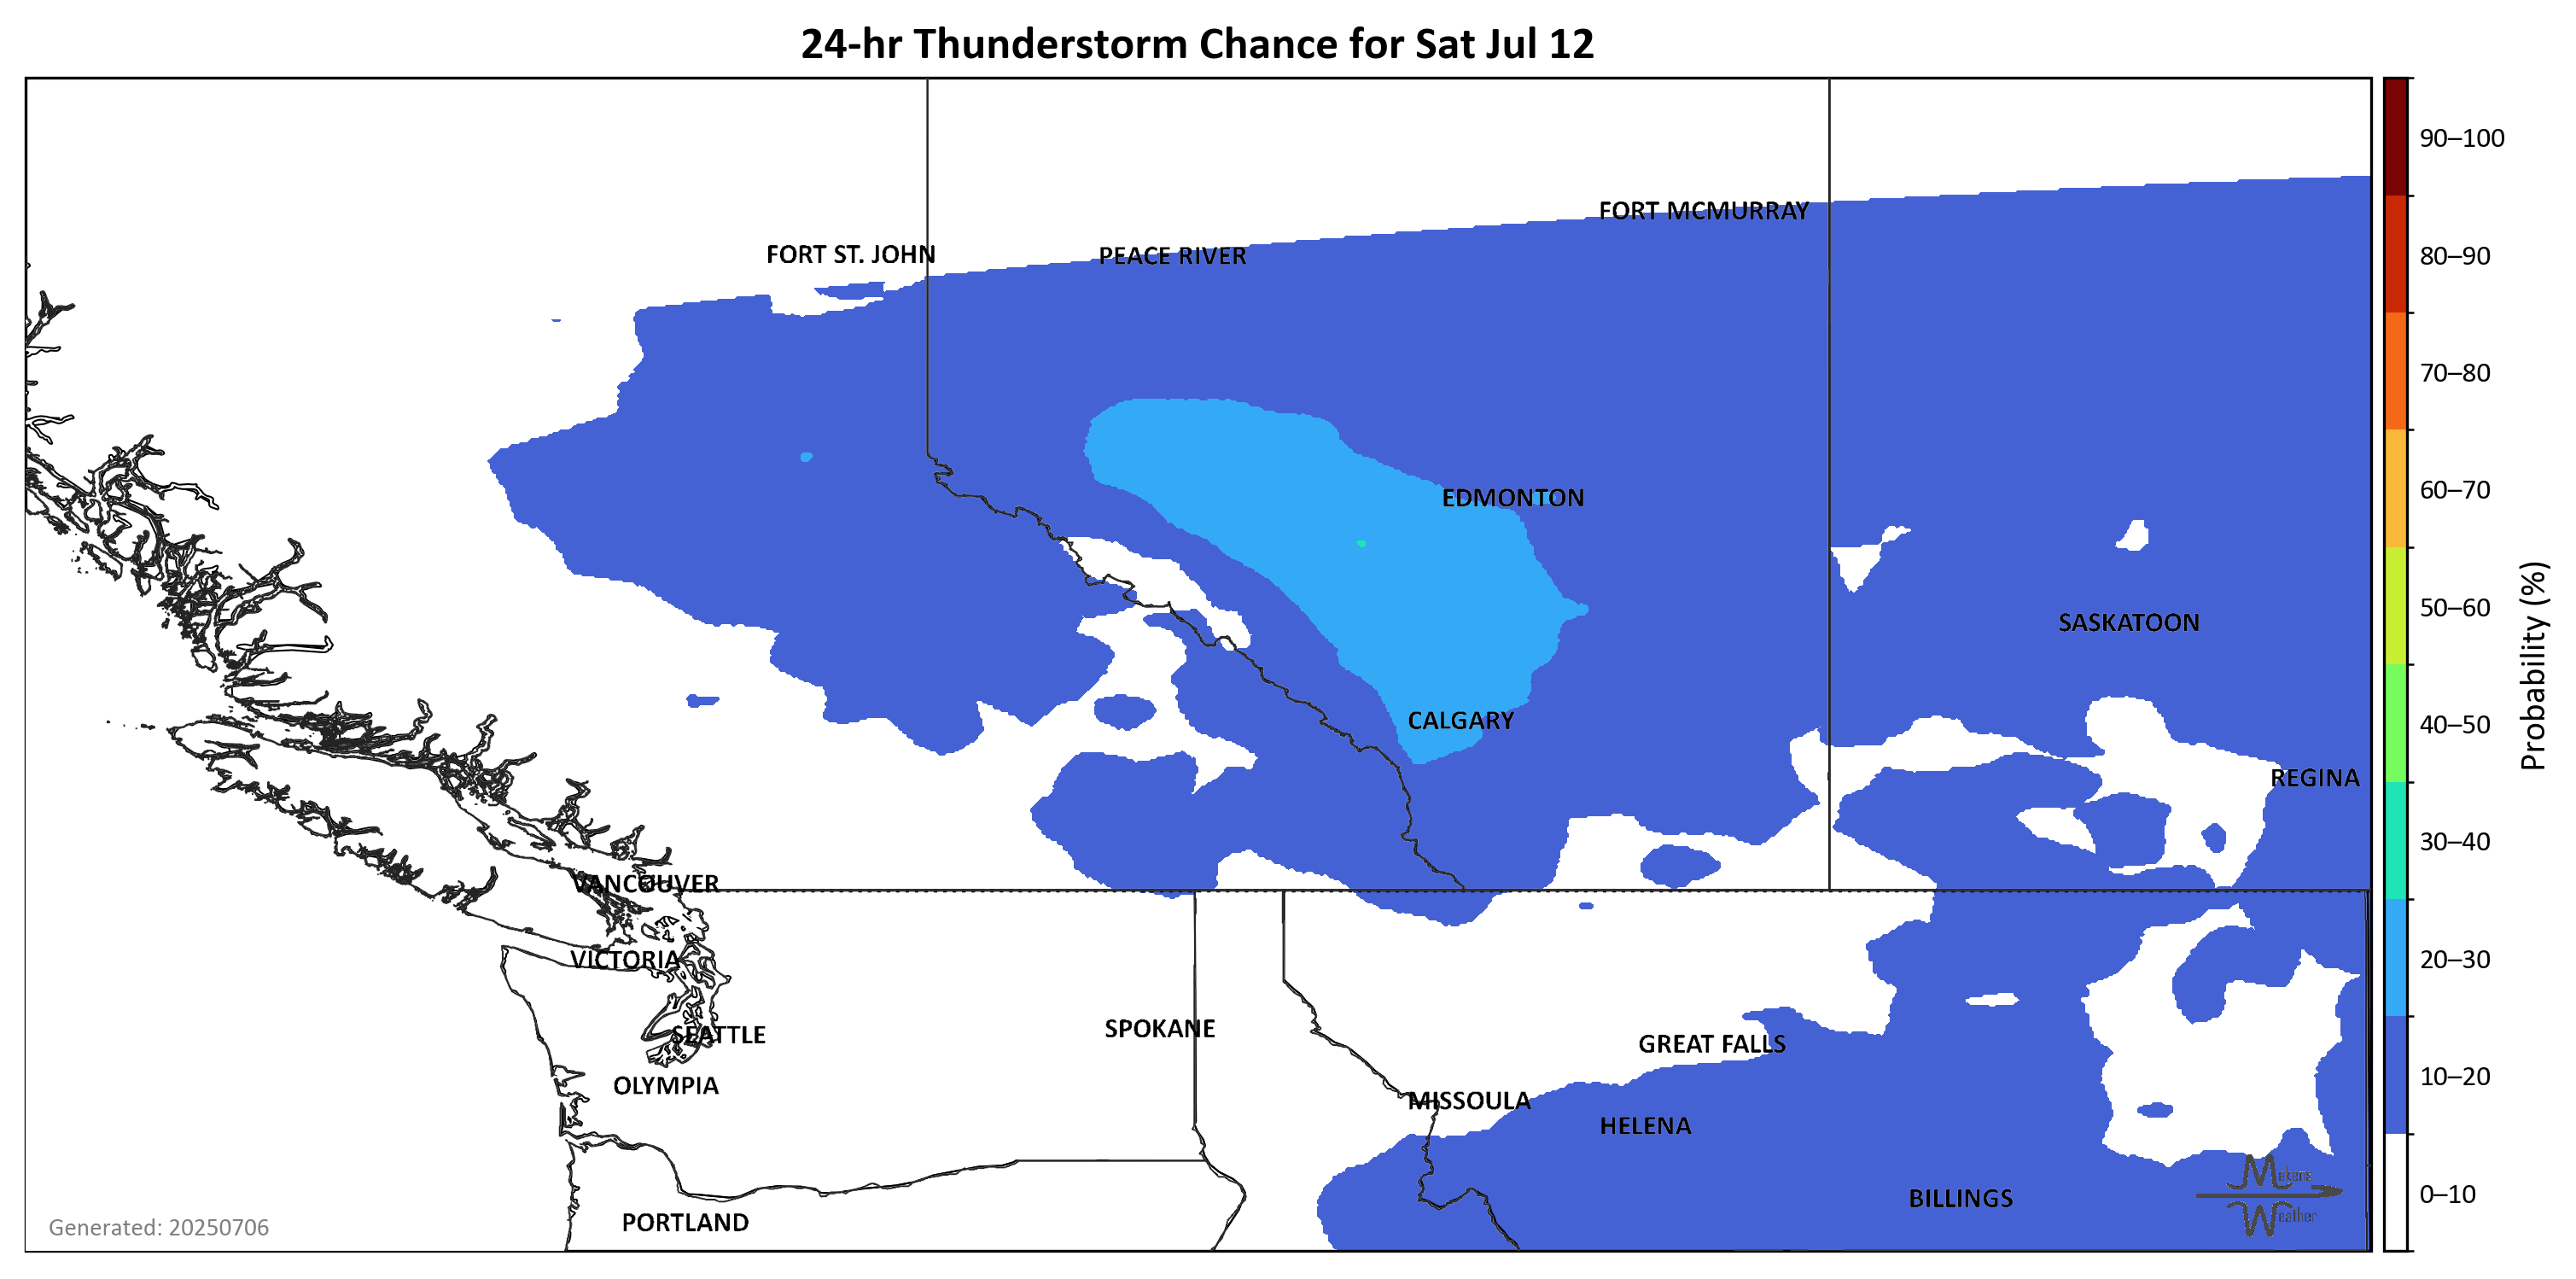 24-hr Thunderstorm Chance for Sat Jul 12
90–100
FORT MCMURRAY
FORT ST. JOHN
PEACE RIVER
80–90
70–80
60–70
EDMONTON
50–60
SASKATOON
CALGARY
40–50
REGINA
Probability (%)
30–40
VANCOUVER
VICTORIA
20–30
SPOKANE
SEATTLE
GREAT FALLS
OLYMPIA
10–20
MISSOULA
HELENA
Mekens
Weather
BILLINGS
0–10
PORTLAND
Generated: 20250706